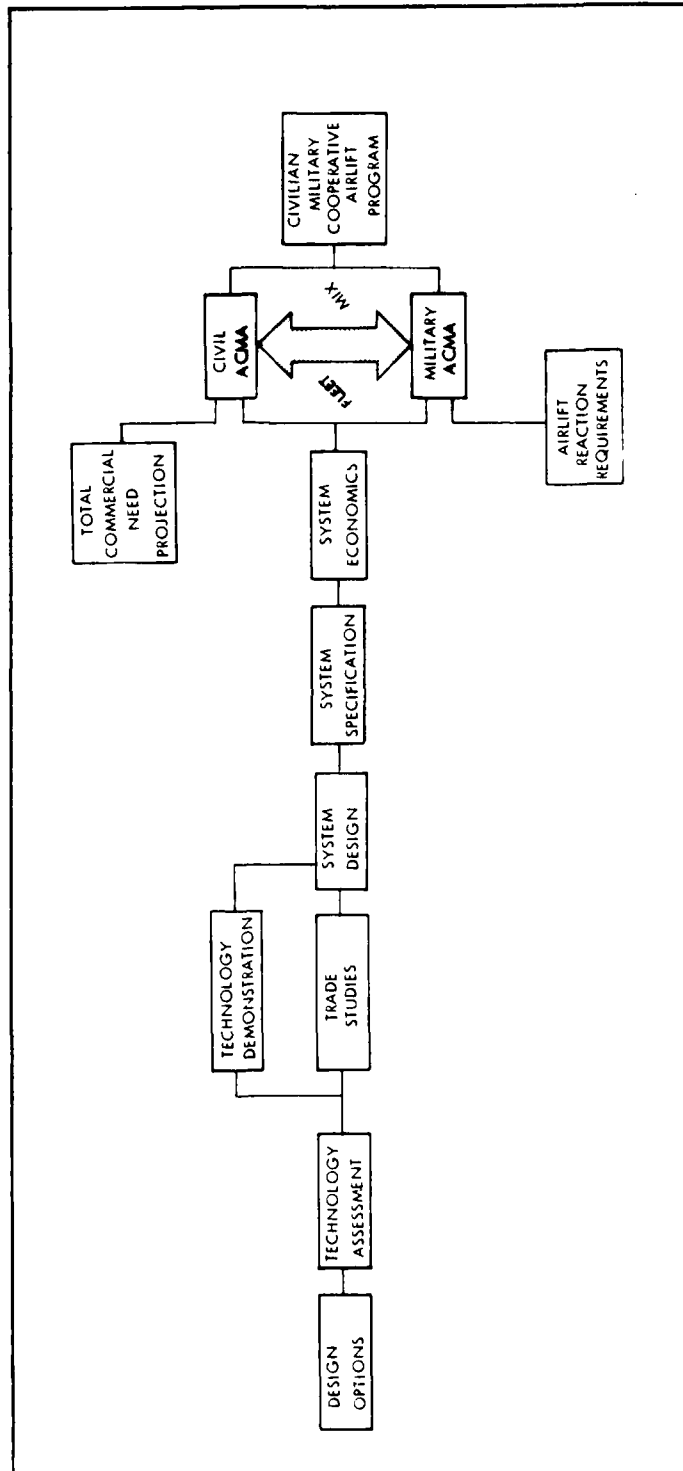 DESIGN
OPTIONS
TECHNOLOGY
ASSESSMENT
TECHNOLOGY
DEMONSTRATION
TRADE
STUDIES
SYSTEM
DESIGN
SYSTEM
SPECIFICATION
SYSTEM
ECONOMICS
TOTAL
COMMERCIAL
NEED
PROJECTION
CIVIL
ACMA
FLEET
MIX
MILITARY
ACMA
AIRLIFT
REACTION
REQUIREMENTS
CIVILIAN
MILITARY
COOPERATIVE
AIRLIFT
PROGRAM